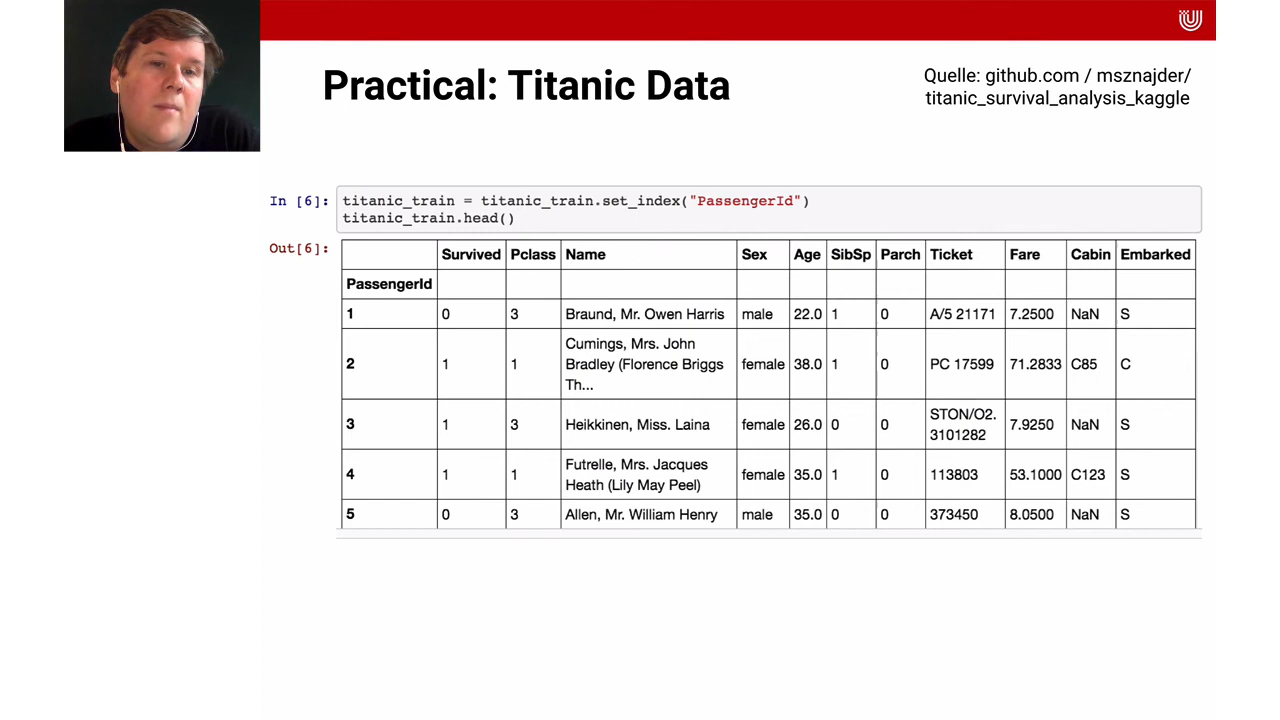 Practical: Titanic Data
Quelle: github.com / msznajder/
titanic_survival_analysis_kaggle
In [6]: titanic_train = titanic_train.set_index("PassengerId")
titanic_train.head()
Out[6]:
Survived Pclass Name Sex Age SibSp Parch Ticket Fare Cabin Embarked
PassengerId
1 0 3 Braund, Mr. Owen Harris male 22.0 1 0 A/5 21171 7.2500 NaN S
Cumings, Mrs. John
2 1 1 Bradley (Florence Briggs female 38.0 1 0 PC 17599 71.2833 C85 C
Th...
3 1 3 Heikkinen, Miss. Laina female 26.0 0 0 STON/O2. 7.9250 NaN S
3101282
4 1 1 Futrelle, Mrs. Jacques female 35.0 1 0 113803 53.1000 C123 S
Heath (Lily May Peel)
5 0 3 Allen, Mr. William Henry male 35.0 0 0 373450 8.0500 NaN S